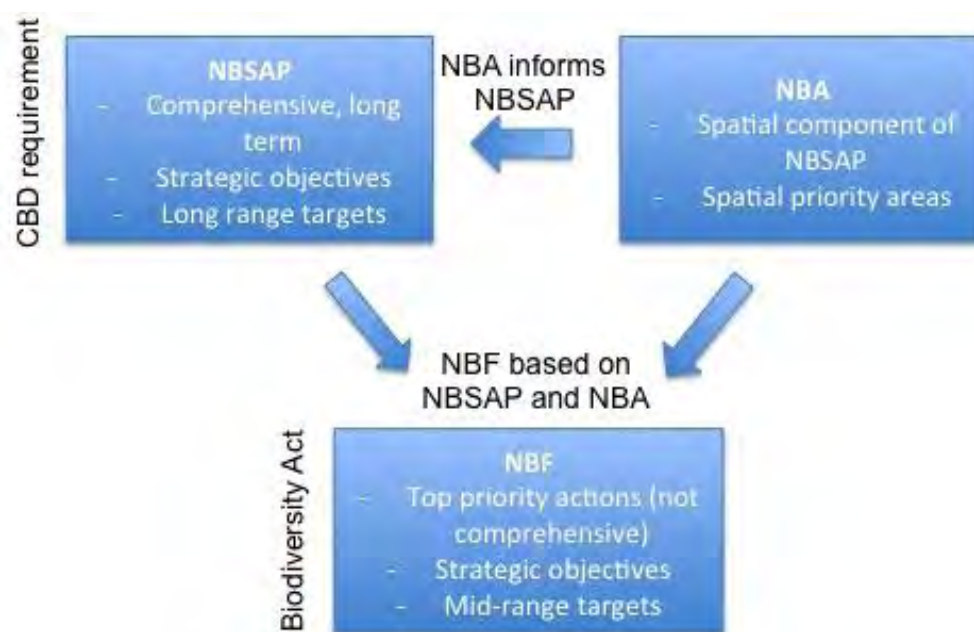 CBD requirement
NBSAP
- Comprehensive, long
term
- Strategic objectives
- Long range targets
NBA informs
NBSAP
NBA
- Spatial component of
NBSAP
- Spatial priority areas
NBF based on
NBSAP and NBA
Biodiversity Act
NBF
- Top priority actions (not
comprehensive)
- Strategic objectives
- Mid-range targets